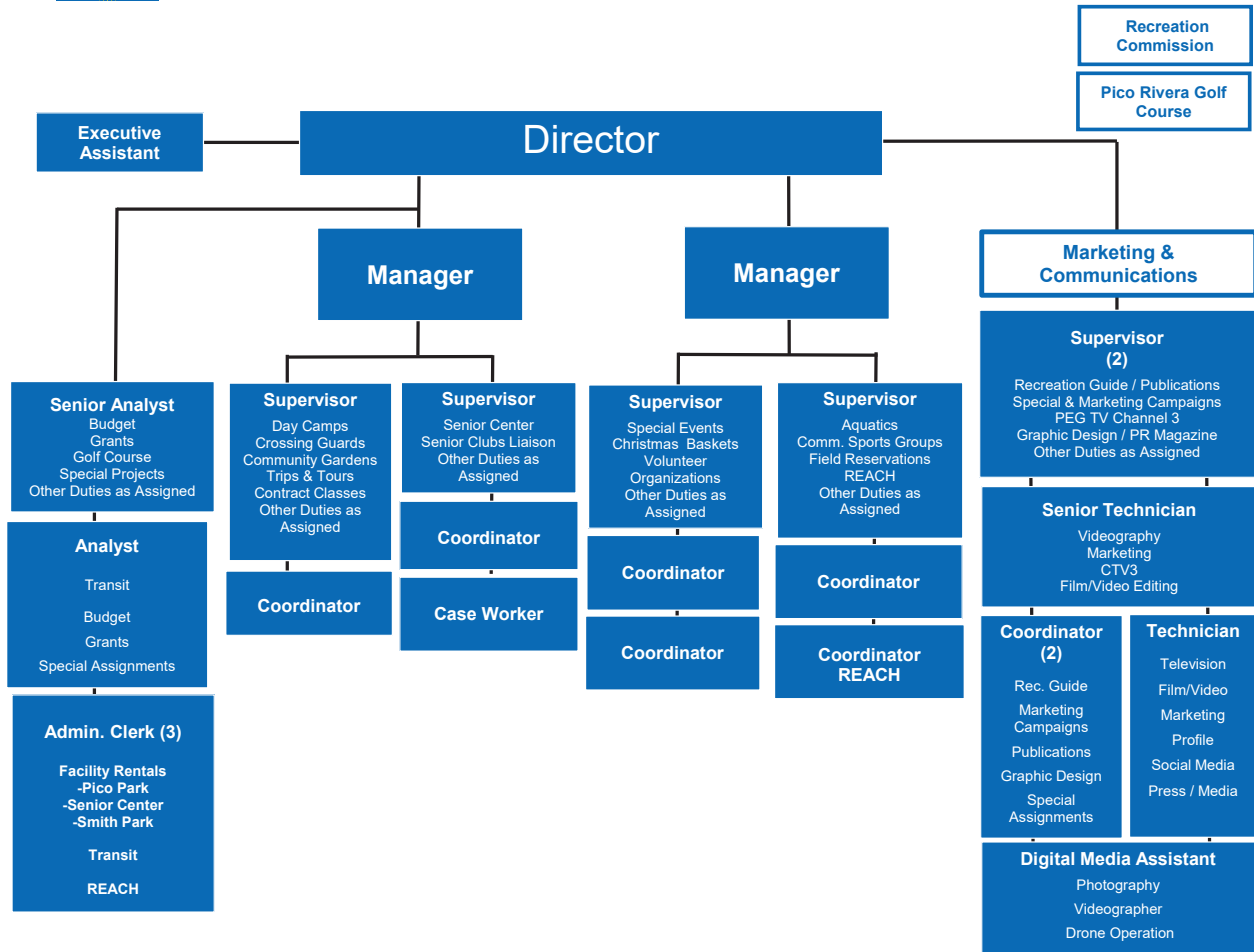 Recreation
Commission
Pico Rivera Golf
Course
Executive
Assistant
Director
Manager
Manager
Marketing &
Communications
Senior Analyst
Budget
Grants
Golf Course
Special Projects
Other Duties as Assigned
Analyst
Transit
Budget
Grants
Special Assignments
Admin. Clerk (3)
Facility Rentals
-Pico Park
-Senior Center
-Smith Park
Transit
REACH
Supervisor
Day Camps
Crossing Guards
Community Gardens
Trips & Tours
Contract Classes
Other Duties as
Assigned
Coordinator
Supervisor
Senior Center
Senior Clubs Liaison
Other Duties as
Assigned
Coordinator
Case Worker
Supervisor
Special Events
Christmas Baskets
Volunteer
Organizations
Other Duties as
Assigned
Coordinator
Coordinator
Supervisor
Aquatics
Comm. Sports Groups
Field Reservations
REACH
Other Duties as
Assigned
Coordinator
Coordinator
REACH
Supervisor
(2)
Recreation Guide / Publications
Special & Marketing Campaigns
PEG TV Channel 3
Graphic Design / PR Magazine
Other Duties as Assigned
Senior Technician
Videography
Marketing
CTV3
Film/Video Editing
Coordinator
(2)
Rec. Guide
Marketing
Campaigns
Publications
Graphic Design
Special
Assignments
Technician
Television
Film/Video
Marketing
Profile
Social Media
Press / Media
Digital Media Assistant
Photography
Videographer
Drone Operation